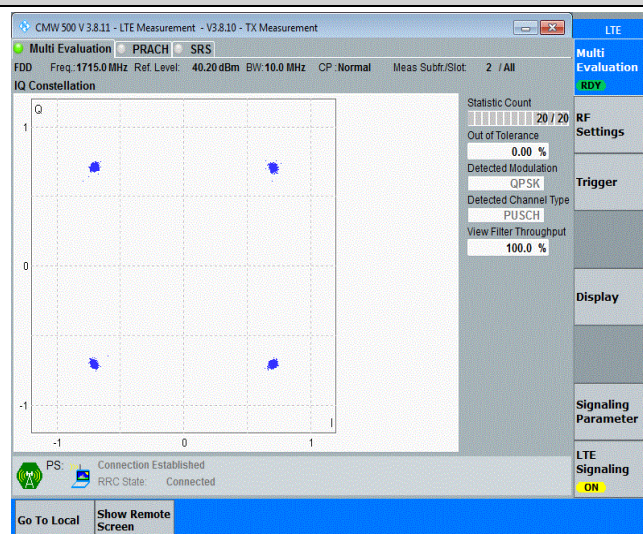 CMW 500 V 3.8.11 - LTE Measurement - V3.8.10 - TX Measurement
Multi Evaluation PRACH SRS
FDD Freq.:1715.0 MHz Ref. Level: 40.20 dBm BW:10.0 MHz CP :Normal Meas Subfr./Slot: 2 / All
IQ Constellation
Q
1
0
-1
I
-1 0 1
Statistic Count
20 / 20
Out of Tolerance
0.00 %
Detected Modulation
QPSK
Detected Channel Type
PUSCH
View Filter Throughput
100.0 %
PS: Connection Established
RRC State: Connected
Go To Local
Show Remote
Screen
LTE
Multi
Evaluation
RDY
RF
Settings
Trigger
Display
Signaling
Parameter
LTE
Signaling
ON